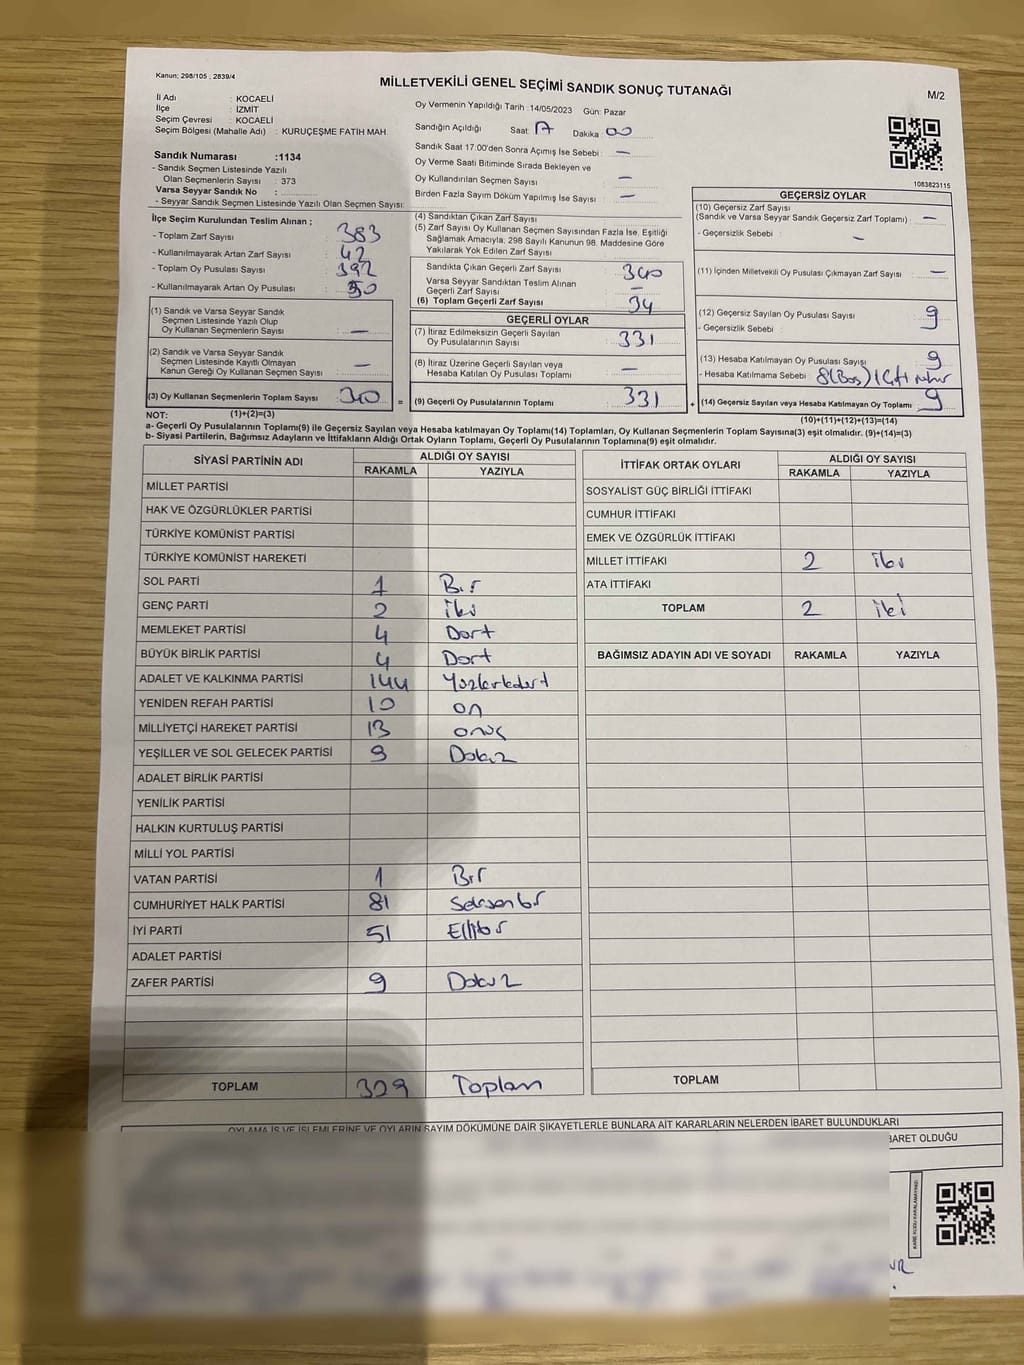 Kanun; 298/105 ; 2839/4
MİLLETVEKİLİ GENEL SEÇİMİ SANDIK SONUÇ TUTANAĞI
M/2
İl Adı : KOCAELİ
İlçe : İZMİT
Seçim Çevresi : KOCAELİ
Seçim Bölgesi (Mahalle Adı) : KURUÇEŞME FATİH MAH.
Sandık Numarası :1134
- Sandık Seçmen Listesinde Yazılı
Olan Seçmenlerin Sayısı : 373
Varsa Seyyar Sandık No :
- Seyyar Sandık Seçmen Listesinde Yazılı Olan Seçmen Sayısı:
Oy Vermenin Yapıldığı Tarih :14/05/2023 Gün: Pazar
Sandığın Açıldığı Saat: 17 Dakika : 00
Sandık Saat 17:00'den Sonra Açımış İse Sebebi : —
Oy Verme Saati Bitiminde Sırada Bekleyen ve
Oy Kullandırılan Seçmen Sayısı : —
Birden Fazla Sayım Döküm Yapılmış İse Sayısı : —
1083823115
İlçe Seçim Kurulundan Teslim Alınan ;
- Toplam Zarf Sayısı : 383
- Kullanılmayarak Artan Zarf Sayısı : 42
- Toplam Oy Pusulası Sayısı : 392
- Kullanılmayarak Artan Oy Pusulası : 50
(1) Sandık ve Varsa Seyyar Sandık
Seçmen Listesinde Yazılı Olup
Oy Kullanan Seçmenlerin Sayısı : —
(2) Sandık ve Varsa Seyyar Sandık
Seçmen Listesinde Kayıtlı Olmayan
Kanun Gereği Oy Kullanan Seçmen Sayısı : —
(3) Oy Kullanan Seçmenlerin Toplam Sayısı : 340 =
(1)+(2)=(3)
(4) Sandıktan Çıkan Zarf Sayısı
(5) Zarf Sayısı Oy Kullanan Seçmen Sayısından Fazla İse, Eşitliği
Sağlamak Amacıyla, 298 Sayılı Kanunun 98. Maddesine Göre
Yakılarak Yok Edilen Zarf Sayısı
Sandıkta Çıkan Geçerli Zarf Sayısı : 340
Varsa Seyyar Sandıktan Teslim Alınan
Geçerli Zarf Sayısı : —
(6) Toplam Geçerli Zarf Sayısı : 34
GEÇERLİ OYLAR
(7) İtiraz Edilmeksizin Geçerli Sayılan
Oy Pusulalarının Sayısı : 331
(8) İtiraz Üzerine Geçerli Sayılan veya
Hesaba Katılan Oy Pusulası Toplamı : —
(9) Geçerli Oy Pusulalarının Toplamı : 331 +
GEÇERSİZ OYLAR
(10) Geçersiz Zarf Sayısı
(Sandık ve Varsa Seyyar Sandık Geçersiz Zarf Toplamı) : —
- Geçersizlik Sebebi : —
(11) İçinden Milletvekili Oy Pusulası Çıkmayan Zarf Sayısı : —
(12) Geçersiz Sayılan Oy Pusulası Sayısı : 9
- Geçersizlik Sebebi :
(13) Hesaba Katılmayan Oy Pusulası Sayısı : 9
- Hesaba Katılmama Sebebi : 8(Boş) 1 Çift mühür
(14) Geçersiz Sayılan veya Hesaba Katılmayan Oy Toplamı : 9
(10)+(11)+(12)+(13)=(14)
NOT:
a- Geçerli Oy Pusulalarının Toplamı(9) ile Geçersiz Sayılan veya Hesaba Katılmayan oy Toplamı(14) Toplamları, Oy Kullanan Seçmenlerin Toplam Sayısına(3) eşit olmalıdır. (9)+(14)=(3)
b- Siyasi Partilerin, Bağımsız Adayların ve İttifakların Aldığı Ortak Oyların Toplamı, Geçerli Oy Pusulalarının Toplamına(9) eşit olmalıdır.
SİYASİ PARTİNİN ADI ALDIĞI OY SAYISI
RAKAMLA YAZIYLA
MİLLET PARTİSİ
HAK VE ÖZGÜRLÜKLER PARTİSİ
TÜRKİYE KOMÜNİST PARTİSİ
TÜRKİYE KOMÜNİST HAREKETİ
SOL PARTİ 1 Bir
GENÇ PARTİ 2 iki
MEMLEKET PARTİSİ 4 Dort
BÜYÜK BİRLİK PARTİSİ 4 Dort
ADALET VE KALKINMA PARTİSİ 144 Yüzkırkdört
YENİDEN REFAH PARTİSİ 10 on
MİLLİYETÇİ HAREKET PARTİSİ 13 onüç
YEŞİLLER VE SOL GELECEK PARTİSİ 9 Dokuz
ADALET BİRLİK PARTİSİ
YENİLİK PARTİSİ
HALKIN KURTULUŞ PARTİSİ
MİLLİ YOL PARTİSİ
VATAN PARTİSİ 1 Bir
CUMHURİYET HALK PARTİSİ 81 Seksenbir
İYİ PARTİ 51 Ellibir
ADALET PARTİSİ
ZAFER PARTİSİ 9 Dokuz
TOPLAM 329 Toplam
İTTİFAK ORTAK OYLARI ALDIĞI OY SAYISI
RAKAMLA YAZIYLA
SOSYALİST GÜÇ BİRLİĞİ İTTİFAKI
CUMHUR İTTİFAKI
EMEK VE ÖZGÜRLÜK İTTİFAKI
MİLLET İTTİFAKI 2 iki
ATA İTTİFAKI
TOPLAM 2 iki
BAĞIMSIZ ADAYIN ADI VE SOYADI RAKAMLA YAZIYLA
TOPLAM
OYLAMA İŞ VE İŞLEMLERİNE VE OYLARIN SAYIM DÖKÜMÜNE DAİR ŞİKAYETLERLE BUNLARA AİT KARARLARIN NELERDEN İBARET BULUNDUKLARI
BARET OLDUĞU
KARE KODU KARALAMAYINIZ!